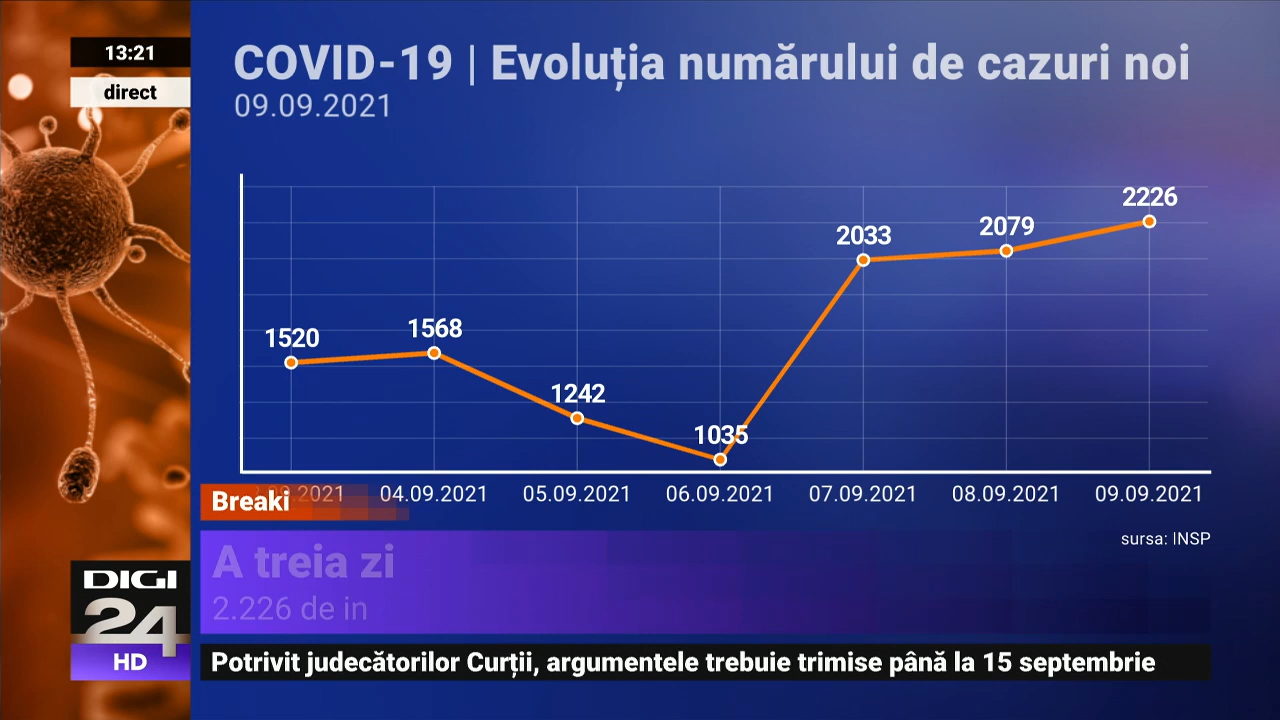 13:21
direct
COVID-19 | Evoluția numărului de cazuri noi
09.09.2021
1520
1568
1242
1035
2033
2079
2226
04.09.2021
05.09.2021
06.09.2021
07.09.2021
08.09.2021
09.09.2021
Breaki
sursa: INSP
A treia zi
2.226 de in
DIGI
24
HD
Potrivit judecătorilor Curții, argumentele trebuie trimise până la 15 septembrie